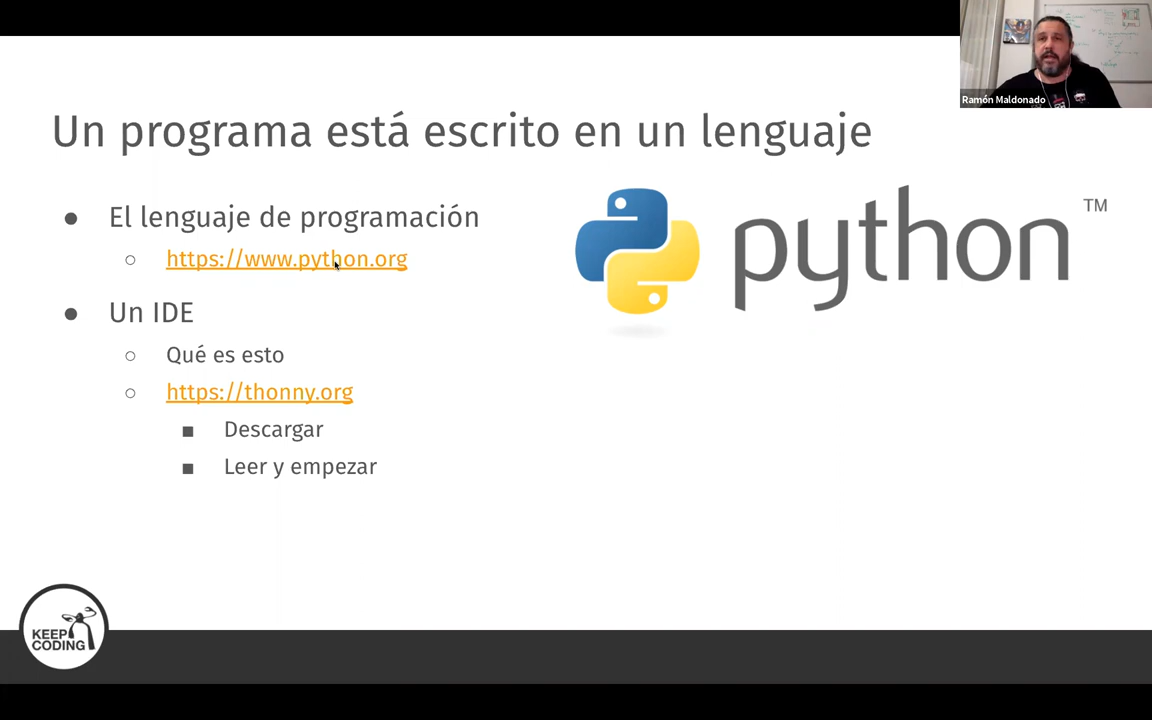 Ramón Maldonado
Un programa está escrito en un lenguaje
● El lenguaje de programación
○ https://www.python.org
● Un IDE
○ Qué es esto
○ https://thonny.org
■ Descargar
■ Leer y empezar
python TM
KEEP
CODING